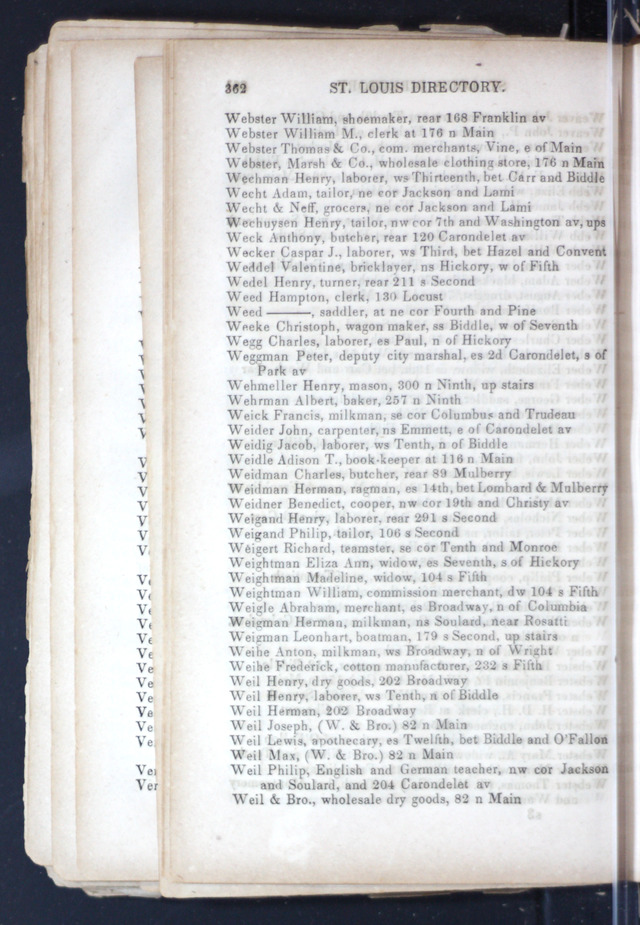 362 ST. LOUIS DIRECTORY.
Webster William, shoemaker, rear 168 Franklin av
Webster William M., clerk at 176 n Main
Webster Thomas & Co., com. merchants, Vine, e of Main
Webster, Marsh & Co., wholesale clothing store, 176 n Main
Wechman Henry, laborer, ws Thirteenth, bet Carr and Biddle
Wecht Adam, tailor, ne cor Jackson and Lami
Wecht & Neff, grocers, ne cor Jackson and Lami
Wechuysen Henry, tailor, nw cor 7th and Washington av, ups
Weck Anthony, butcher, rear 120 Carondelet av
Wecker Caspar J., laborer, ws Third, bet Hazel and Convent
Weddel Valentine, bricklayer, ns Hickory, w of Fifth
Wedel Henry, turner, rear 211 s Second
Weed Hampton, clerk, 130 Locust
Weed ———, saddler, at ne cor Fourth and Pine
Weeke Christoph, wagon maker, ss Biddle, w of Seventh
Wegg Charles, laborer, es Paul, n of Hickory
Weggman Peter, deputy city marshal, es 2d Carondelet, s of
Park av
Wehmeller Henry, mason, 300 n Ninth, up stairs
Wehrman Albert, baker, 257 n Ninth
Weick Francis, milkman, se cor Columbus and Trudeau
Weider John, carpenter, ns Emmett, e of Carondelet av
Weidig Jacob, laborer, ws Tenth, n of Biddle
Weidle Adison T., book-keeper at 116 n Main
Weidman Charles, butcher, rear 89 Mulberry
Weidman Herman, ragman, es 14th, bet Lombard & Mulberry
Weidner Benedict, cooper, nw cor 19th and Christy av
Weigand Henry, laborer, rear 291 s Second
Weigand Philip, tailor, 106 s Second
Weigert Richard, teamster, se cor Tenth and Monroe
Weightman Eliza Ann, widow, es Seventh, s of Hickory
Weightman Madeline, widow, 104 s Fifth
Weightman William, commission merchant, dw 104 s Fifth
Weigle Abraham, merchant, es Broadway, n of Columbia
Weigman Herman, milkman, ns Soulard, near Rosatti
Weigman Leonhart, boatman, 179 s Second, up stairs
Weihe Anton, milkman, ws Broadway, n of Wright
Weihe Frederick, cotton manufacturer, 232 s Fifth
Weil Henry, dry goods, 202 Broadway
Weil Henry, laborer, ws Tenth, n of Biddle
Weil Herman, 202 Broadway
Weil Joseph, (W. & Bro.) 82 n Main
Weil Lewis, apothecary, es Twelfth, bet Biddle and O'Fallon
Weil Max, (W. & Bro.) 82 n Main
Weil Philip, English and German teacher, nw cor Jackson
and Soulard, and 204 Carondelet av
Weil & Bro., wholesale dry goods, 82 n Main